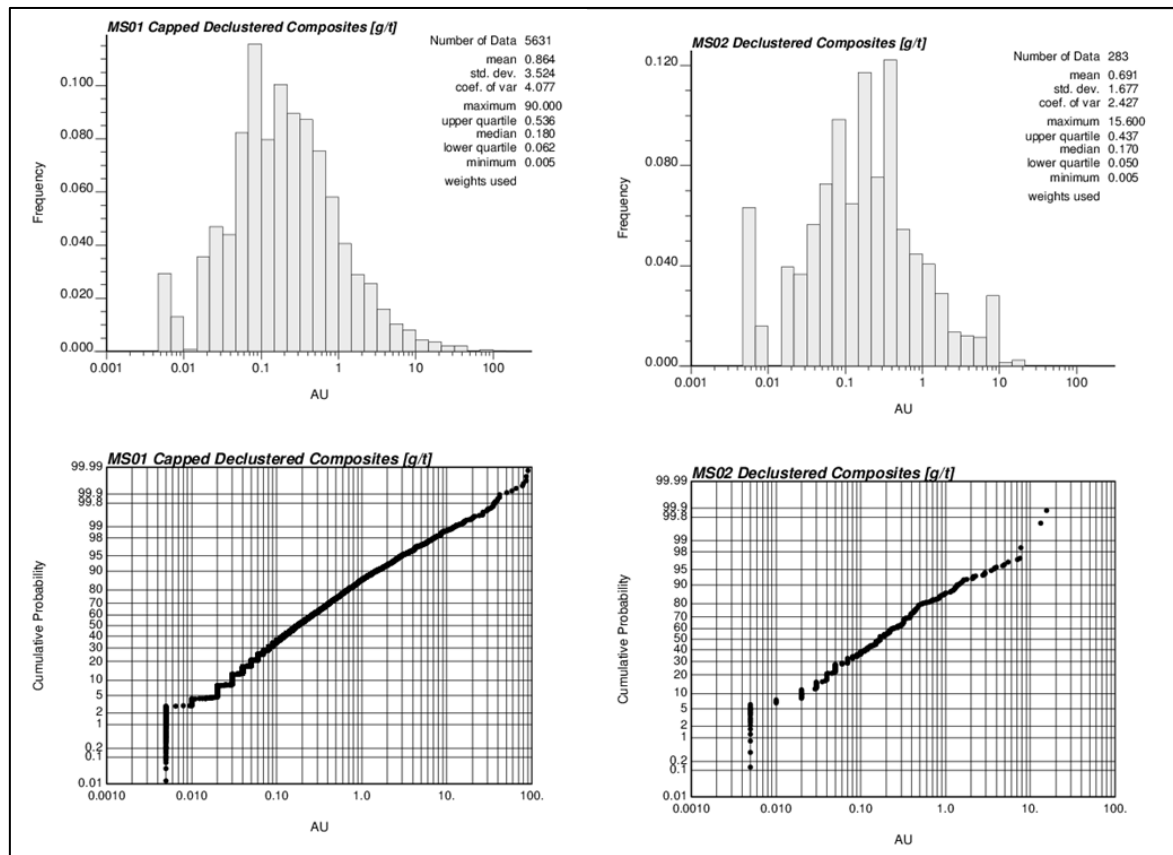 MS01 Capped Declustered Composites [g/t]
Number of Data 5631
mean 0.864
std. dev. 3.524
coef. of var 4.077
maximum 90.000
upper quartile 0.536
median 0.180
lower quartile 0.062
minimum 0.005
weights used
Frequency
0.100
0.080
0.060
0.040
0.020
0.000
0.001 0.01 0.1 1 10 100
AU
MS02 Declustered Composites [g/t]
Number of Data 283
mean 0.691
std. dev. 1.677
coef. of var 2.427
maximum 15.600
upper quartile 0.437
median 0.170
lower quartile 0.050
minimum 0.005
weights used
Frequency
0.120
0.080
0.040
0.000
0.001 0.01 0.1 1 10 100
AU
MS01 Capped Declustered Composites [g/t]
Cumulative Probability
99.99
99.9
99.8
99
98
95
90
80
70
60
50
40
30
20
10
5
2
1
0.2
0.1
0.01
0.0010 0.010 0.10 1.0 10. 100.
AU
MS02 Declustered Composites [g/t]
Cumulative Probability
99.99
99.9
99.8
99
98
95
90
80
70
60
50
40
30
20
10
5
2
1
0.2
0.1
0.01
0.0010 0.010 0.10 1.0 10. 100.
AU